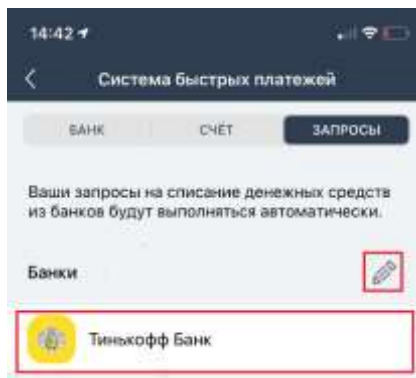 14:42
Система быстрых платежей
БАНК СЧЁТ ЗАПРОСЫ
Ваши запросы на списание денежных средств
из банков будут выполняться автоматически.
Банки
Тинькофф Банк